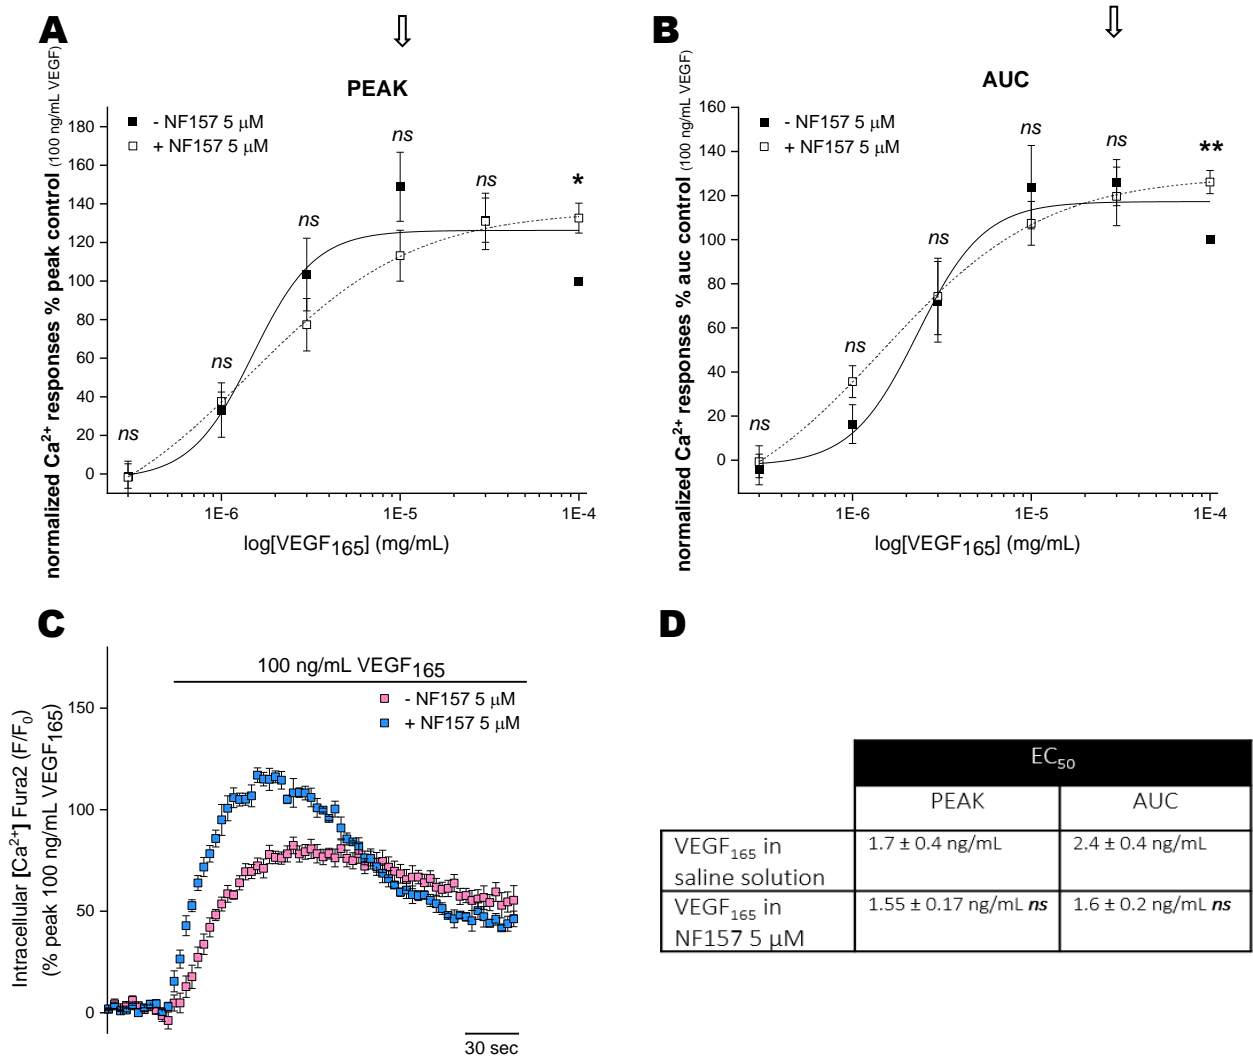 A
PEAK
normalized Ca²⁺ responses % peak control (100 ng/mL VEGF)
- NF157 5 μM
+ NF157 5 μM
180
160
140
120
100
80
60
40
20
0
ns
ns
ns
ns
ns
*
1E-6
1E-5
1E-4
log[VEGF₁₆₅] (mg/mL)
B
AUC
normalized Ca²⁺ responses % auc control (100 ng/mL VEGF)
- NF157 5 μM
+ NF157 5 μM
160
140
120
100
80
60
40
20
0
ns
ns
ns
ns
ns
**
1E-6
1E-5
1E-4
log[VEGF₁₆₅] (mg/mL)
C
100 ng/mL VEGF₁₆₅
- NF157 5 μM
+ NF157 5 μM
Intracellular [Ca²⁺] Fura2 (F/F₀)
(% peak 100 ng/mL VEGF₁₆₅)
150
100
50
0
30 sec
D
EC₅₀
PEAK
AUC
VEGF₁₆₅ in
saline solution
1.7 ± 0.4 ng/mL
2.4 ± 0.4 ng/mL
VEGF₁₆₅ in
NF157 5 μM
1.55 ± 0.17 ng/mL ns
1.6 ± 0.2 ng/mL ns